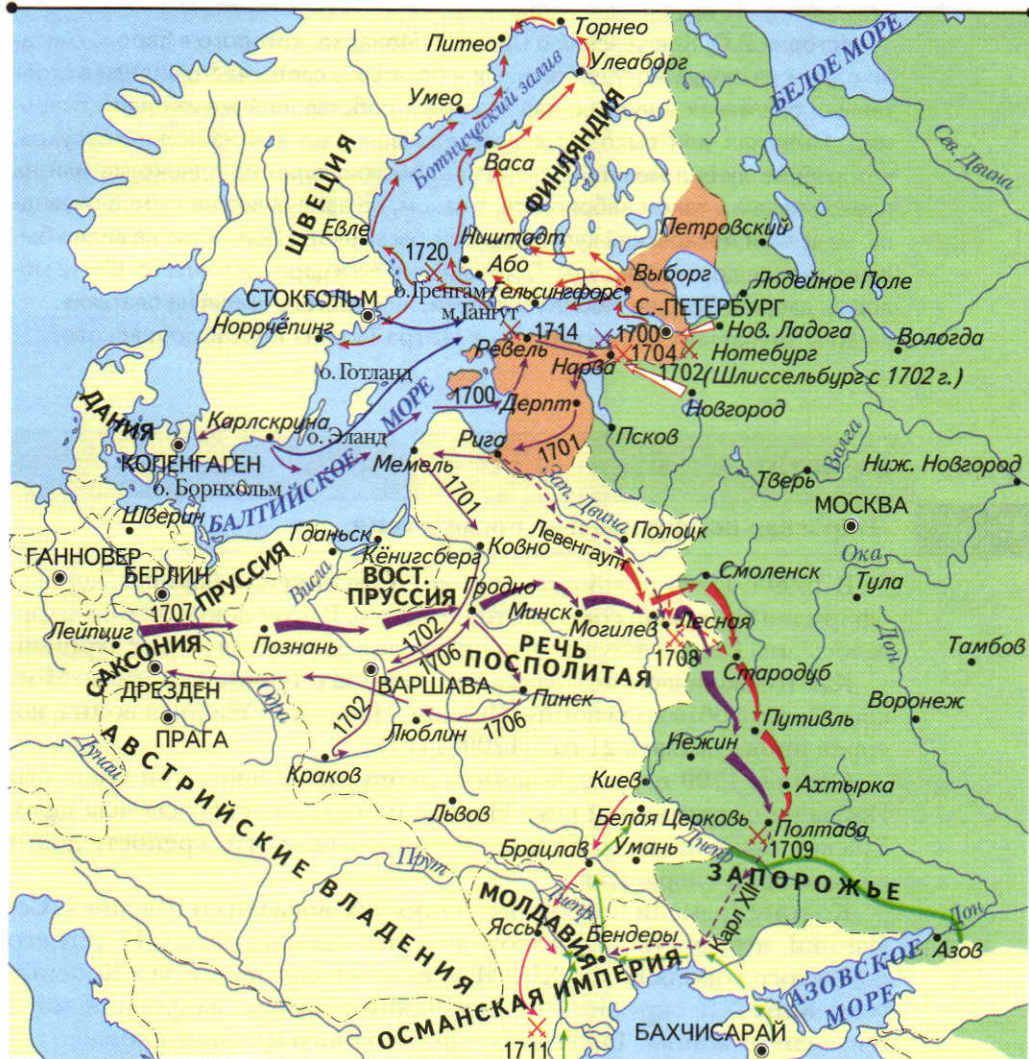 Торнео
Питео
Улеаборг
БЕЛОЕ МОРЕ
Умео
Ботнический залив
Сев. Двина
Васа
ФИНЛЯНДИЯ
ШВЕЦИЯ
Евле
Ништадт
Петровский
1720
Або
Выборг
Лодейное Поле
о. Гренгам
Гельсингфорс
СТОКГОЛЬМ
м. Гангут
С.-ПЕТЕРБУРГ
Норрчёпинг
1714
1700
Нов. Ладога
Вологда
Ревель
Нарва
1704
Нотебург
1702
(Шлиссельбург с 1702 г.)
о. Готланд
1700
Дерпт
Новгород
ДАНИЯ
Карлскруна
МОРЕ
Псков
Волга
о. Эланд
Рига
1701
КОПЕНГАГЕН
Мемель
Ниж. Новгород
о. Борнхольм
БАЛТИЙСКОЕ
1701
Зап. Двина
Тверь
МОСКВА
Шверин
Левенгаупт
Полоцк
Гданьск
Кёнигсберг
Ковно
Ока
ГАННОВЕР
БЕРЛИН
ПРУССИЯ
Висла
ВОСТ.
ПРУССИЯ
Гродно
Смоленск
Тула
1707
Минск
Лейпциг
Познань
1702
Могилев
Лесная
Дон
САКСОНИЯ
1706
РЕЧЬ
ПОСПОЛИТАЯ
1708
Тамбов
ДРЕЗДЕН
Одра
ВАРШАВА
Стародуб
Пинск
Воронеж
ПРАГА
1702
Люблин
1706
Путивль
Дунай
Нежин
Краков
Киев
Ахтырка
АВСТРИЙСКИЕ ВЛАДЕНИЯ
Львов
Белая Церковь
Полтава
Днепр
1709
Прут
Брацлав
Умань
ЗАПОРОЖЬЕ
МОЛДАВИЯ
Днепр
Карл XII
Дон
Яссы
Бендеры
Азов
ОСМАНСКАЯ ИМПЕРИЯ
АЗОВСКОЕ
МОРЕ
БАХЧИСАРАЙ
1711